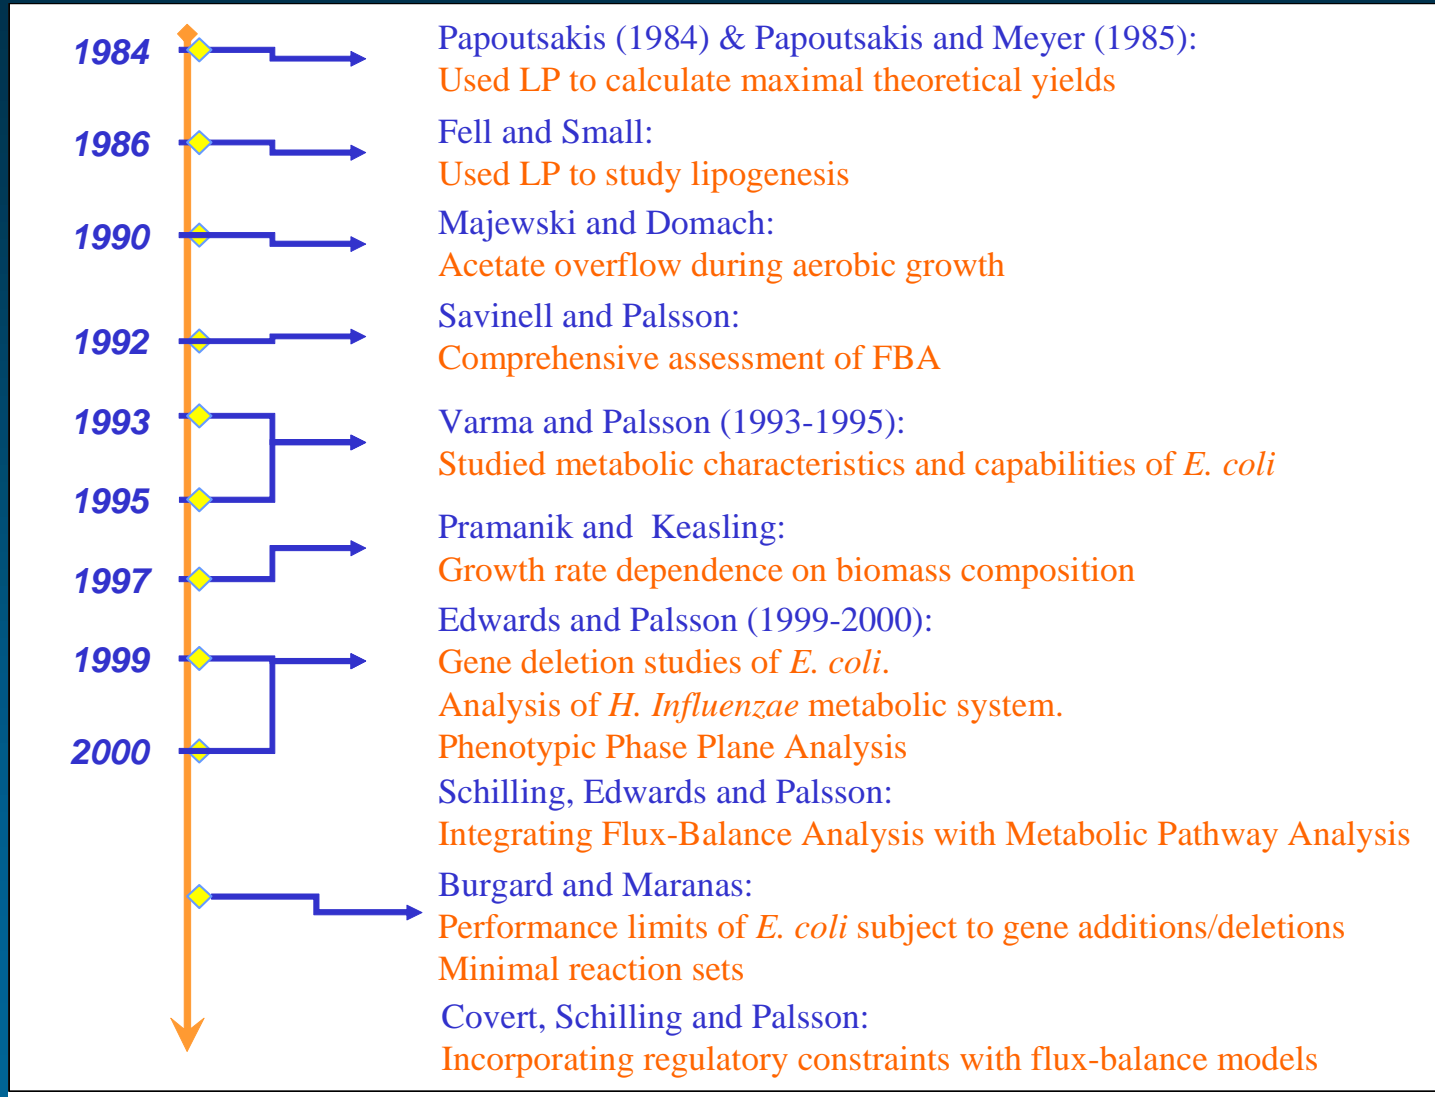 1984
Papoutsakis (1984) & Papoutsakis and Meyer (1985):
Used LP to calculate maximal theoretical yields
1986
Fell and Small:
Used LP to study lipogenesis
1990
Majewski and Domach:
Acetate overflow during aerobic growth
1992
Savinell and Palsson:
Comprehensive assessment of FBA
1993
Varma and Palsson (1993-1995):
Studied metabolic characteristics and capabilities of E. coli
1995
Pramanik and Keasling:
1997
Growth rate dependence on biomass composition
Edwards and Palsson (1999-2000):
1999
Gene deletion studies of E. coli.
Analysis of H. Influenzae metabolic system.
2000
Phenotypic Phase Plane Analysis
Schilling, Edwards and Palsson:
Integrating Flux-Balance Analysis with Metabolic Pathway Analysis
Burgard and Maranas:
Performance limits of E. coli subject to gene additions/deletions
Minimal reaction sets
Covert, Schilling and Palsson:
Incorporating regulatory constraints with flux-balance models